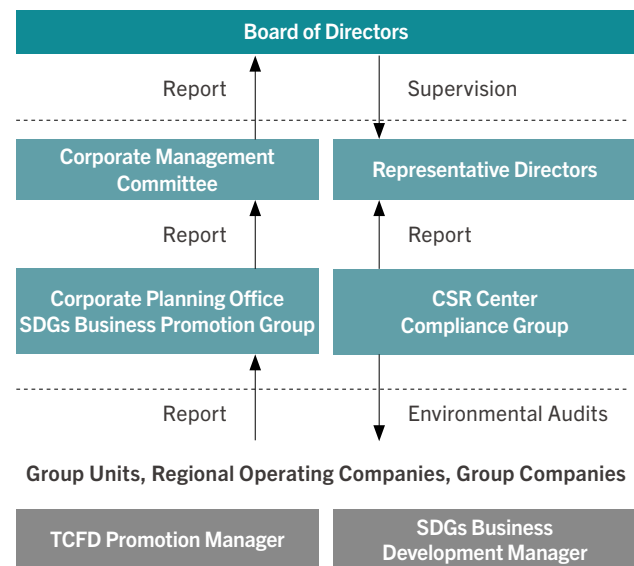 Board of Directors
Report
Supervision
Corporate Management
Committee
Representative Directors
Report
Report
Corporate Planning Office
SDGs Business Promotion Group
CSR Center
Compliance Group
Report
Environmental Audits
Group Units, Regional Operating Companies, Group Companies
TCFD Promotion Manager
SDGs Business
Development Manager